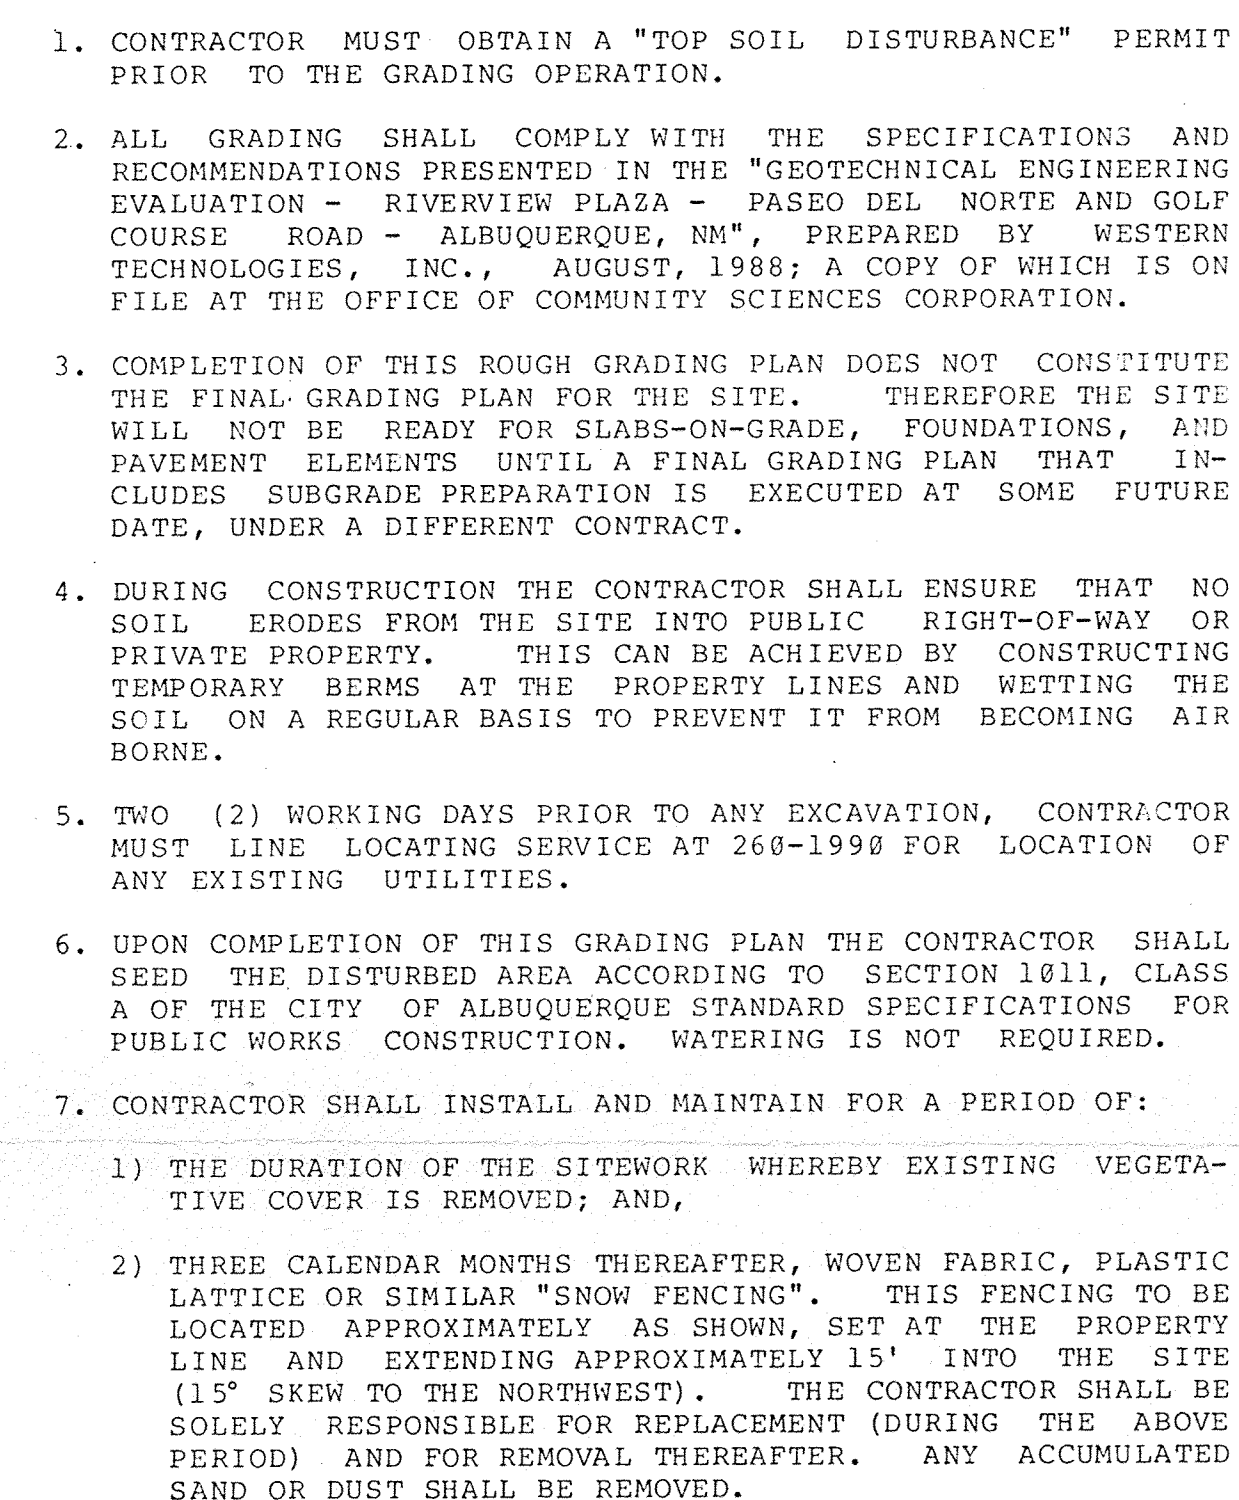 1. CONTRACTOR MUST OBTAIN A "TOP SOIL DISTURBANCE" PERMIT
PRIOR TO THE GRADING OPERATION.
2. ALL GRADING SHALL COMPLY WITH THE SPECIFICATIONS AND
RECOMMENDATIONS PRESENTED IN THE "GEOTECHNICAL ENGINEERING
EVALUATION - RIVERVIEW PLAZA - PASEO DEL NORTE AND GOLF
COURSE ROAD - ALBUQUERQUE, NM", PREPARED BY WESTERN
TECHNOLOGIES, INC., AUGUST, 1988; A COPY OF WHICH IS ON
FILE AT THE OFFICE OF COMMUNITY SCIENCES CORPORATION.
3. COMPLETION OF THIS ROUGH GRADING PLAN DOES NOT CONSTITUTE
THE FINAL GRADING PLAN FOR THE SITE. THEREFORE THE SITE
WILL NOT BE READY FOR SLABS-ON-GRADE, FOUNDATIONS, AND
PAVEMENT ELEMENTS UNTIL A FINAL GRADING PLAN THAT IN-
CLUDES SUBGRADE PREPARATION IS EXECUTED AT SOME FUTURE
DATE, UNDER A DIFFERENT CONTRACT.
4. DURING CONSTRUCTION THE CONTRACTOR SHALL ENSURE THAT NO
SOIL ERODES FROM THE SITE INTO PUBLIC RIGHT-OF-WAY OR
PRIVATE PROPERTY. THIS CAN BE ACHIEVED BY CONSTRUCTING
TEMPORARY BERMS AT THE PROPERTY LINES AND WETTING THE
SOIL ON A REGULAR BASIS TO PREVENT IT FROM BECOMING AIR
BORNE.
5. TWO (2) WORKING DAYS PRIOR TO ANY EXCAVATION, CONTRACTOR
MUST LINE LOCATING SERVICE AT 260-1990 FOR LOCATION OF
ANY EXISTING UTILITIES.
6. UPON COMPLETION OF THIS GRADING PLAN THE CONTRACTOR SHALL
SEED THE DISTURBED AREA ACCORDING TO SECTION 1011, CLASS
A OF THE CITY OF ALBUQUERQUE STANDARD SPECIFICATIONS FOR
PUBLIC WORKS CONSTRUCTION. WATERING IS NOT REQUIRED.
7. CONTRACTOR SHALL INSTALL AND MAINTAIN FOR A PERIOD OF:
1) THE DURATION OF THE SITEWORK WHEREBY EXISTING VEGETA-
TIVE COVER IS REMOVED; AND,
2) THREE CALENDAR MONTHS THEREAFTER, WOVEN FABRIC, PLASTIC
LATTICE OR SIMILAR "SNOW FENCING". THIS FENCING TO BE
LOCATED APPROXIMATELY AS SHOWN, SET AT THE PROPERTY
LINE AND EXTENDING APPROXIMATELY 15' INTO THE SITE
(15° SKEW TO THE NORTHWEST). THE CONTRACTOR SHALL BE
SOLELY RESPONSIBLE FOR REPLACEMENT (DURING THE ABOVE
PERIOD) AND FOR REMOVAL THEREAFTER. ANY ACCUMULATED
SAND OR DUST SHALL BE REMOVED.